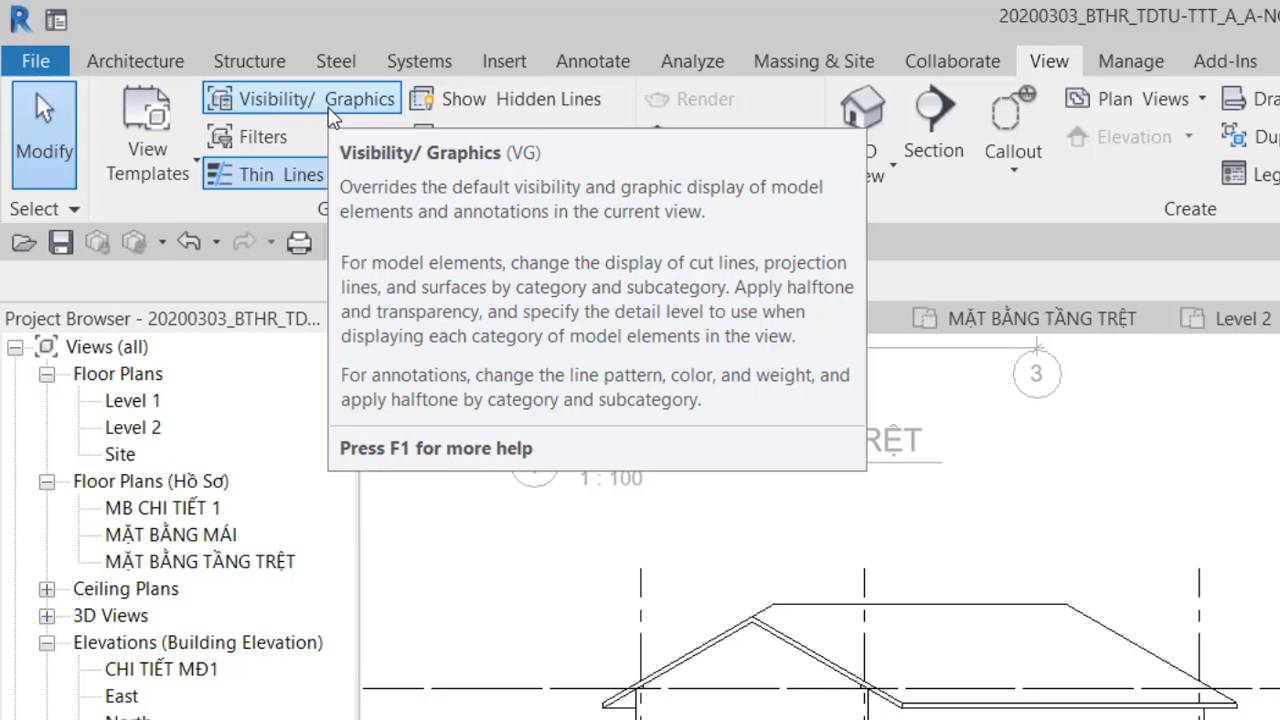 20200303_BTHR_TDTU-TTT_A_A-NC
File Architecture Structure Steel Systems Insert Annotate Analyze Massing & Site Collaborate View Manage Add-Ins
Modify
View
Templates
Visibility/ Graphics
Filters
Thin Lines
Show Hidden Lines
Render
Section
Callout
Plan Views
Elevation
Select
Create
Visibility/ Graphics (VG)
Overrides the default visibility and graphic display of model
elements and annotations in the current view.
For model elements, change the display of cut lines, projection
lines, and surfaces by category and subcategory. Apply halftone
and transparency, and specify the detail level to use when
displaying each category of model elements in the view.
For annotations, change the line pattern, color, and weight, and
apply halftone by category and subcategory.
Press F1 for more help
Project Browser - 20200303_BTHR_TD...
MẶT BẰNG TẦNG TRỆT
Level 2
Views (all)
Floor Plans
Level 1
Level 2
Site
Floor Plans (Hồ Sơ)
MB CHI TIẾT 1
MẶT BẰNG MÁI
MẶT BẰNG TẦNG TRỆT
Ceiling Plans
3D Views
Elevations (Building Elevation)
CHI TIẾT MĐ1
East
3
RỆT
1 : 100